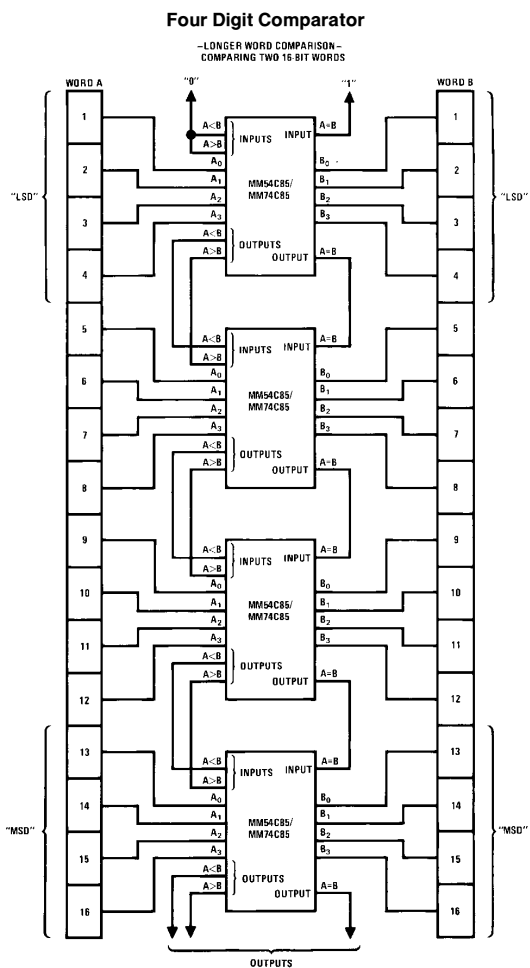 Four Digit Comparator
–LONGER WORD COMPARISON–
COMPARING TWO 16-BIT WORDS
WORD A "0" "1" WORD B
"LSD" "LSD"
1 A<B INPUTS INPUT A=B 1
A>B
A0 B0
2 A1 MM54C85/ B1 2
A2 MM74C85 B2
3 A3 B3 3
A<B OUTPUTS
4 A>B OUTPUT A=B 4
5 A<B INPUTS INPUT A=B 5
A>B
A0 B0
6 A1 MM54C85/ B1 6
A2 MM74C85 B2
7 A3 B3 7
A<B OUTPUTS
8 A>B OUTPUT A=B 8
9 A<B INPUTS INPUT A=B 9
A>B
A0 B0
10 A1 MM54C85/ B1 10
A2 MM74C85 B2
11 A3 B3 11
A<B OUTPUTS
12 A>B OUTPUT A=B 12
13 A<B INPUTS INPUT A=B 13
A>B
A0 B0
14 A1 MM54C85/ B1 14
"MSD" A2 MM74C85 B2 "MSD"
15 A3 B3 15
A<B OUTPUTS
16 A>B OUTPUT A=B 16
OUTPUTS